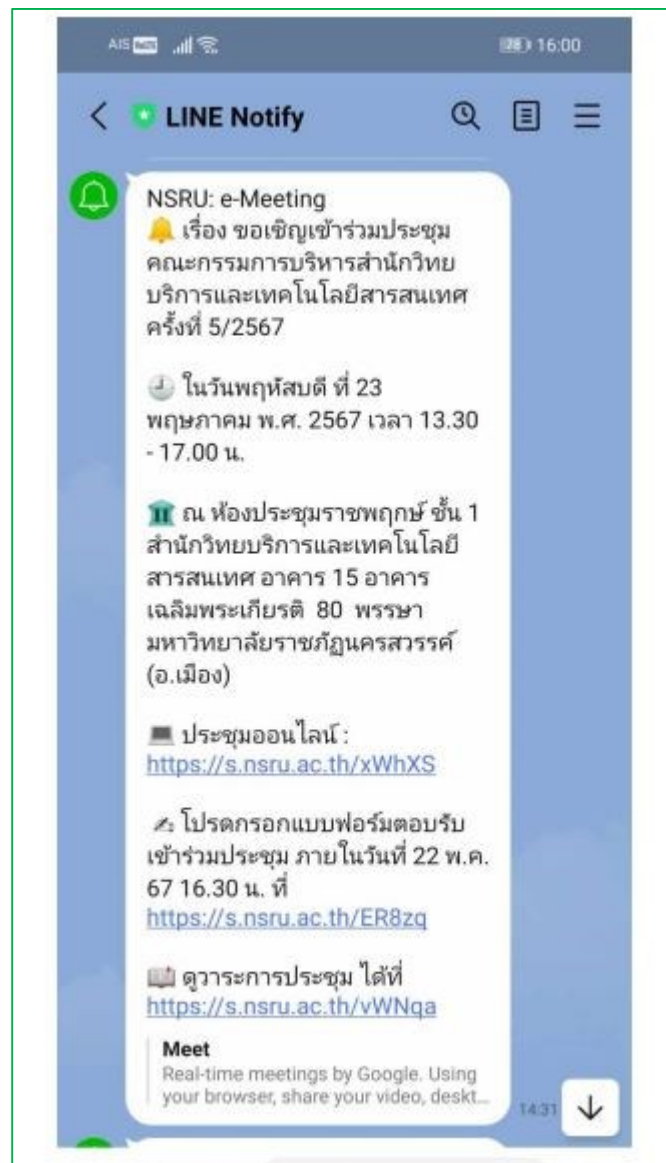 AIS
28 16:00
LINE Notify
NSRU: e-Meeting
🔔 เรื่อง ขอเชิญเข้าร่วมประชุม
คณะกรรมการบริหารสำนักวิทย
บริการและเทคโนโลยีสารสนเทศ
ครั้งที่ 5/2567
🕘 ในวันพฤหัสบดี ที่ 23
พฤษภาคม พ.ศ. 2567 เวลา 13.30
- 17.00 น.
🏛 ณ ห้องประชุมราชพฤกษ์ ชั้น 1
สำนักวิทยบริการและเทคโนโลยี
สารสนเทศ อาคาร 15 อาคาร
เฉลิมพระเกียรติ 80 พรรษา
มหาวิทยาลัยราชภัฏนครสวรรค์
(อ.เมือง)
💻 ประชุมออนไลน์ :
https://s.nsru.ac.th/xWhXS
✍ โปรดกรอกแบบฟอร์มตอบรับ
เข้าร่วมประชุม ภายในวันที่ 22 พ.ค.
67 16.30 น. ที่
https://s.nsru.ac.th/ER8zq
📖 ดูวาระการประชุม ได้ที่
https://s.nsru.ac.th/vWNqa
Meet
Real-time meetings by Google. Using
your browser, share your video, deskt...
14:31